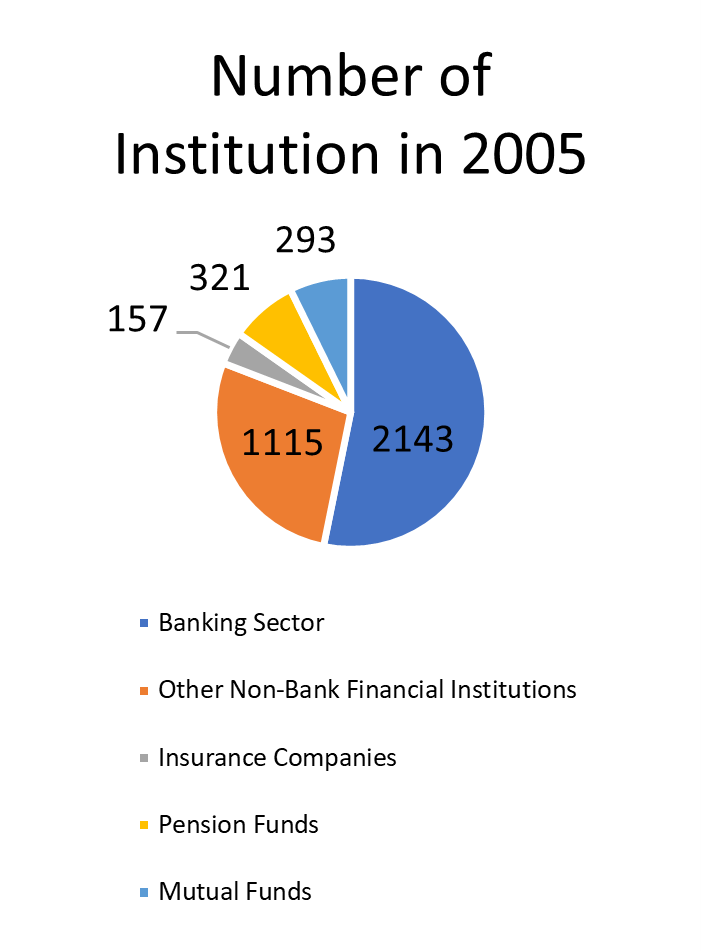 Number of
Institution in 2005
293
321
157
1115
2143
Banking Sector
Other Non-Bank Financial Institutions
Insurance Companies
Pension Funds
Mutual Funds